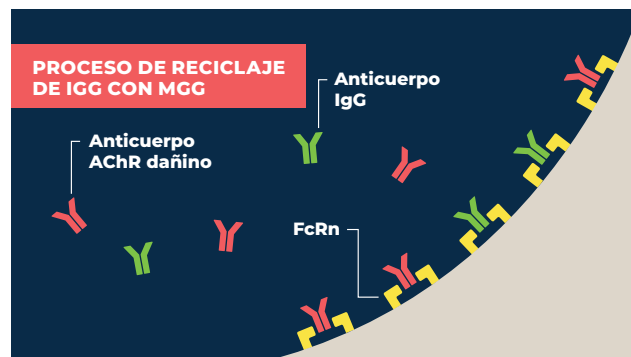 PROCESO DE RECICLAJE
DE IGG CON MGG
Anticuerpo
IgG
Anticuerpo
AChR dañino
FcRn